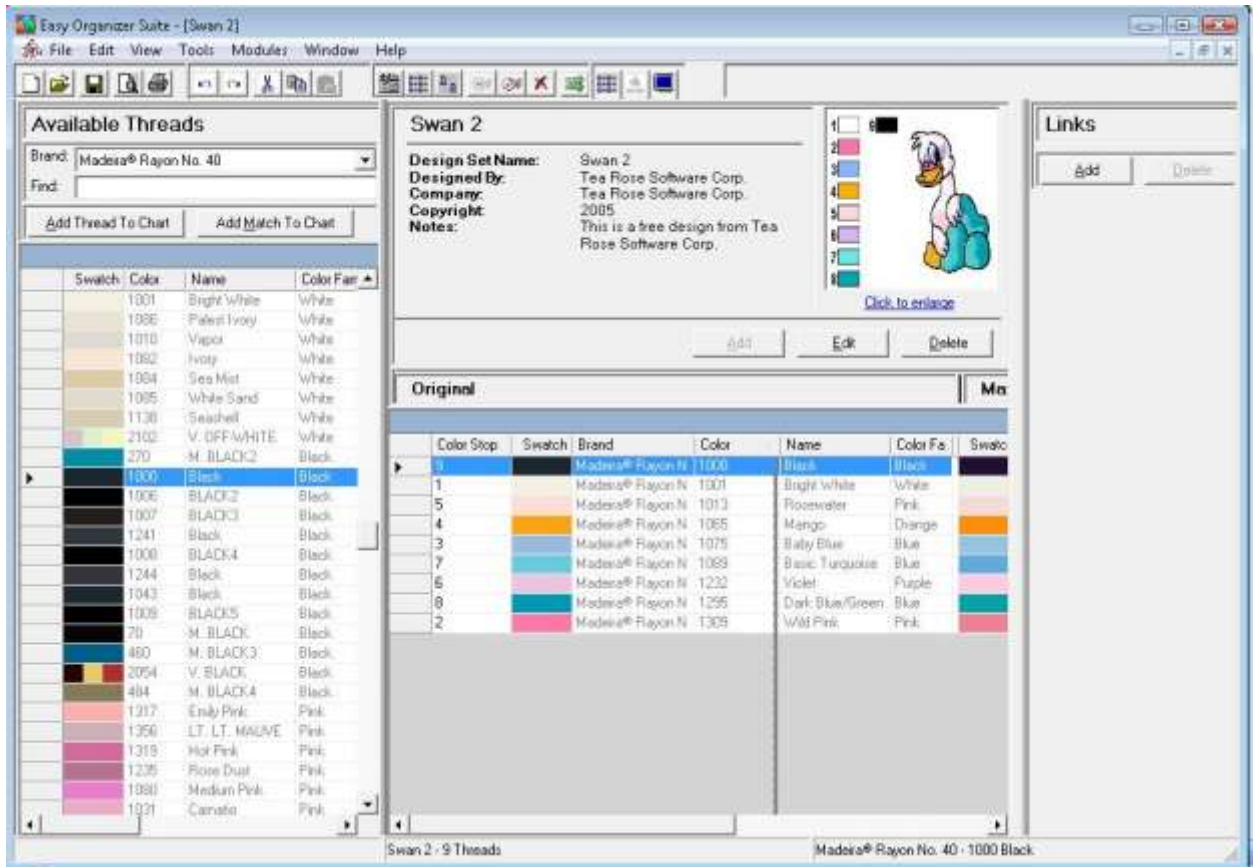 Easy Organizer Suite - [Swan 2]
File Edit View Tools Modules Window Help
Available Threads
Brand: Madeira® Rayon No. 40
Find:
Add Thread To Chart Add Match To Chart
Swatch Color Name Color Fam
1001 Bright White White
1086 Palest Ivory White
1010 Vapor White
1082 Ivory White
1084 Sea Mist White
1085 White Sand White
1138 Seashell White
2102 V. OFF-WHITE White
270 M. BLACK2 Black
1000 Black Black
1006 BLACK2 Black
1007 BLACK3 Black
1241 Black Black
1008 BLACK4 Black
1244 Black Black
1043 Black Black
1009 BLACK5 Black
70 M. BLACK Black
460 M. BLACK3 Black
2054 V. BLACK Black
484 M. BLACK4 Black
1317 Emily Pink Pink
1356 LT. LT. MAUVE Pink
1319 Hot Pink Pink
1235 Rose Dust Pink
1080 Medium Pink Pink
1031 Pink
Swan 2
Design Set Name: Swan 2
Designed By: Tea Rose Software Corp.
Company: Tea Rose Software Corp.
Copyright: 2005
Notes: This is a free design from Tea
Rose Software Corp.
1 9
2
3
4
5
6
7
8
Click to enlarge
Add Edit Delete
Original Ma
Color Stop Swatch Brand Color Name Color Fa Swatc
9 Madeira® Rayon N 1000 Black Black
1 Madeira® Rayon N 1001 Bright White White
5 Madeira® Rayon N 1013 Rosewater Pink
4 Madeira® Rayon N 1065 Mango Orange
3 Madeira® Rayon N 1075 Baby Blue Blue
7 Madeira® Rayon N 1089 Basic Turquoise Blue
6 Madeira® Rayon N 1232 Violet Purple
8 Madeira® Rayon N 1295 Dark Blue/Green Blue
2 Madeira® Rayon N 1309 Wild Pink Pink
Links
Add Delete
Swan 2 - 9 Threads
Madeira® Rayon No. 40 - 1000 Black